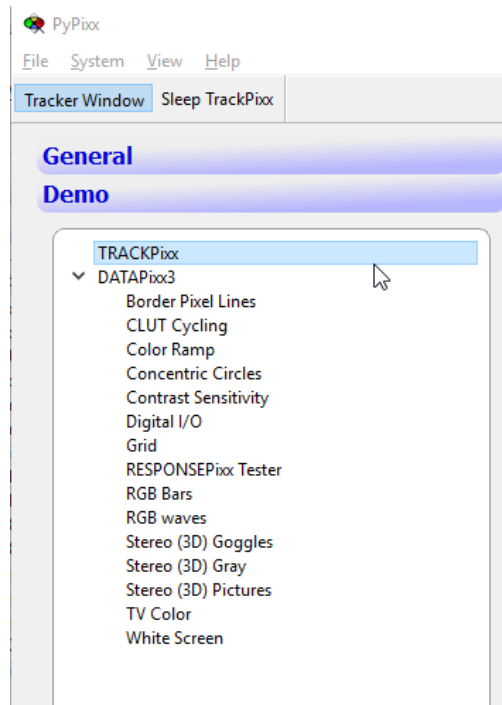 PyPixx
File System View Help
Tracker Window Sleep TrackPixx
General
Demo
TRACKPixx
DATAPixx3
Border Pixel Lines
CLUT Cycling
Color Ramp
Concentric Circles
Contrast Sensitivity
Digital I/O
Grid
RESPONSEPixx Tester
RGB Bars
RGB waves
Stereo (3D) Goggles
Stereo (3D) Gray
Stereo (3D) Pictures
TV Color
White Screen